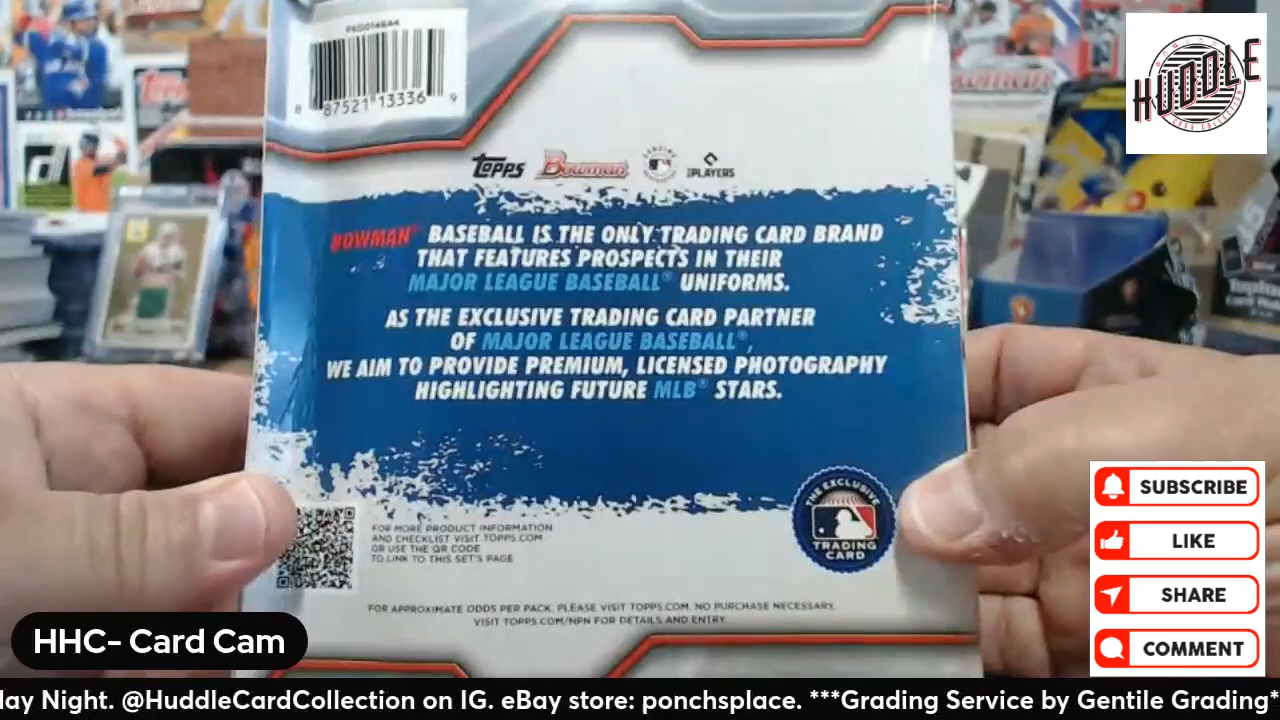 PKG014644
87521 13336 9
HUDDLE
CARD COLLECTION
TOPPS Bowman PLAYERS
BOWMAN® BASEBALL IS THE ONLY TRADING CARD BRAND
THAT FEATURES PROSPECTS IN THEIR
MAJOR LEAGUE BASEBALL® UNIFORMS.
AS THE EXCLUSIVE TRADING CARD PARTNER
OF MAJOR LEAGUE BASEBALL®,
WE AIM TO PROVIDE PREMIUM, LICENSED PHOTOGRAPHY
HIGHLIGHTING FUTURE MLB® STARS.
THE EXCLUSIVE
TRADING
CARD
FOR MORE PRODUCT INFORMATION
AND CHECKLIST VISIT TOPPS.COM
OR USE THE QR CODE
TO LINK TO THIS SET'S PAGE
FOR APPROXIMATE ODDS PER PACK, PLEASE VISIT TOPPS.COM. NO PURCHASE NECESSARY.
VISIT TOPPS.COM/NPN FOR DETAILS AND ENTRY.
SUBSCRIBE
LIKE
SHARE
COMMENT
HHC- Card Cam
day Night. @HuddleCardCollection on IG. eBay store: ponchsplace. ***Grading Service by Gentile Grading*